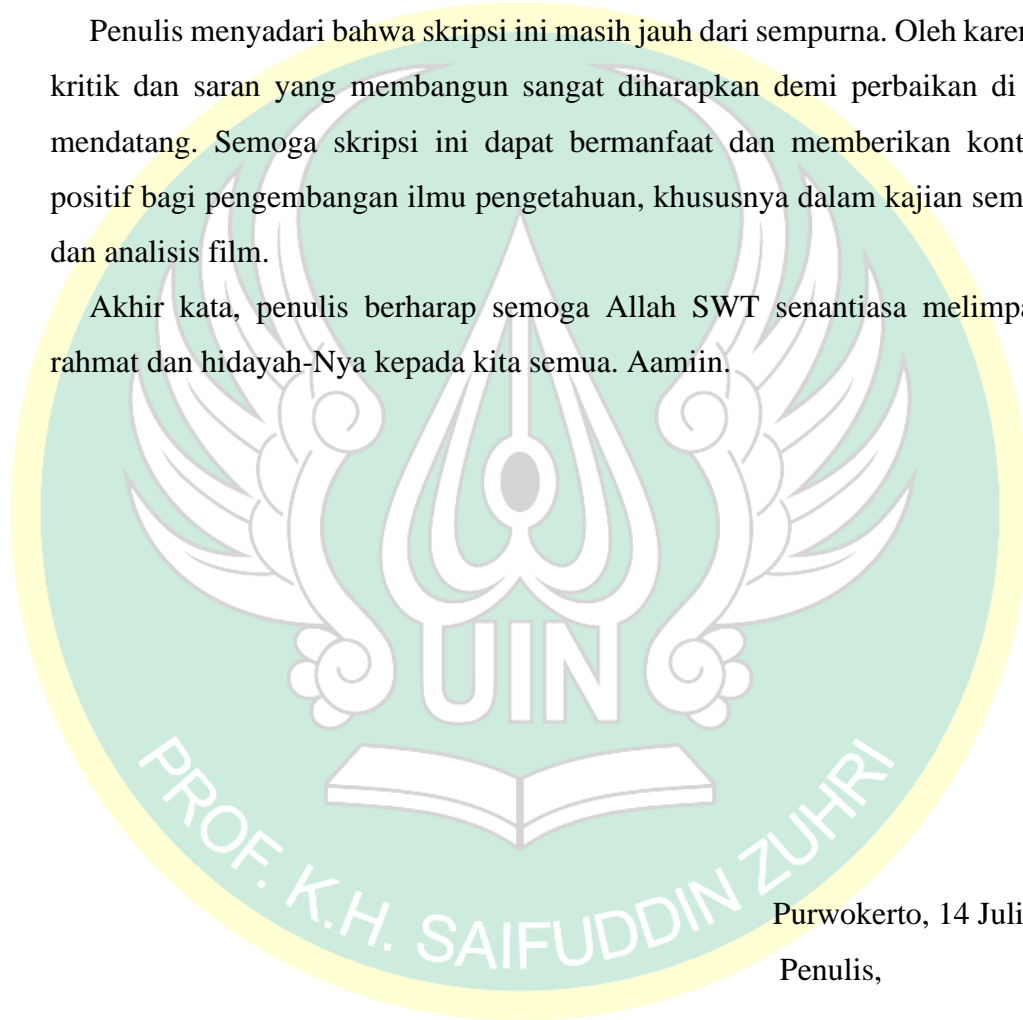 Penulis menyadari bahwa skripsi ini masih jauh dari sempurna. Oleh karen
kritik dan saran yang membangun sangat diharapkan demi perbaikan di
mendatang. Semoga skripsi ini dapat bermanfaat dan memberikan kont
positif bagi pengembangan ilmu pengetahuan, khususnya dalam kajian sem
dan analisis film.
Akhir kata, penulis berharap semoga Allah SWT senantiasa melimpa
rahmat dan hidayah-Nya kepada kita semua. Aamiin.
UIN
PROF. K.H. SAIFUDDIN ZUHRI
Purwokerto, 14 Juli
Penulis,